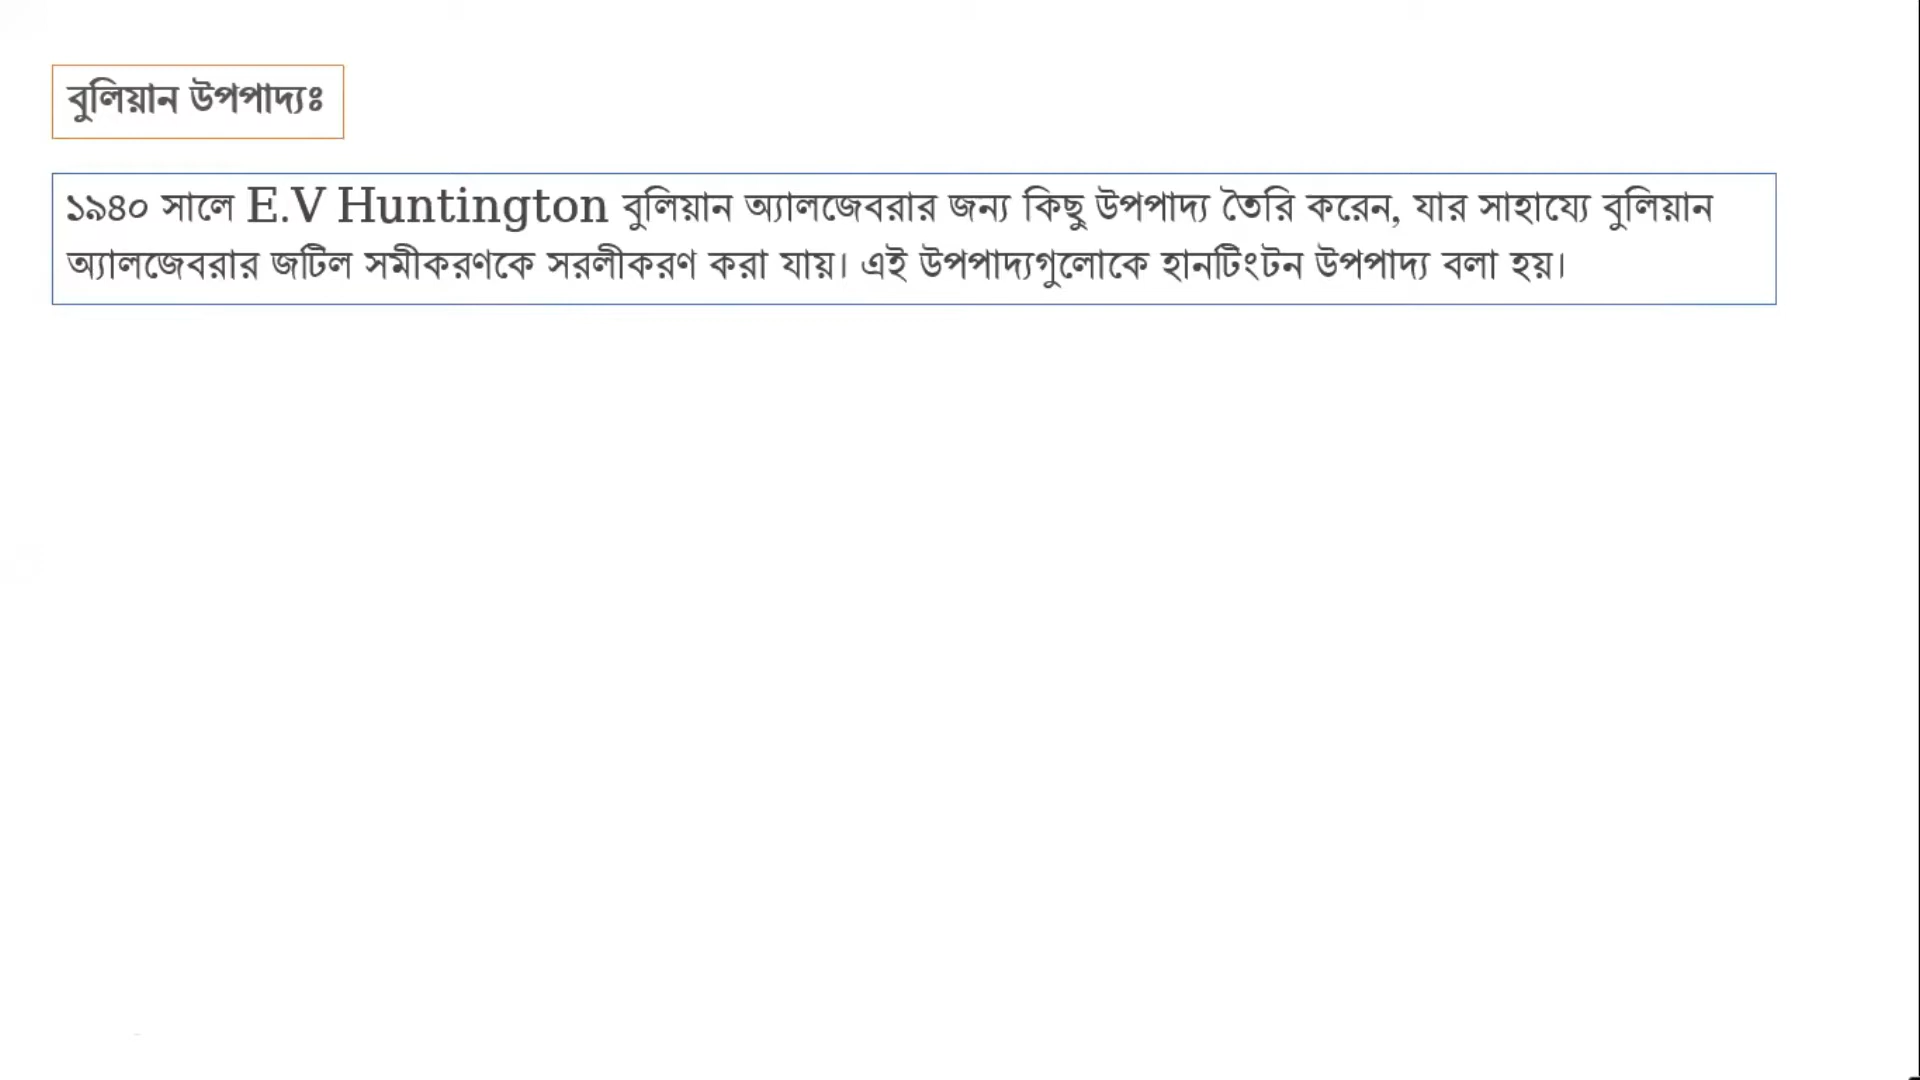 বুলিয়ান উপপাদ্যঃ
১৯৪০ সালে E.V Huntington বুলিয়ান অ্যালজেবরার জন্য কিছু উপপাদ্য তৈরি করেন, যার সাহায্যে বুলিয়ান
অ্যালজেবরার জটিল সমীকরণকে সরলীকরণ করা যায়। এই উপপাদ্যগুলোকে হানটিংটন উপপাদ্য বলা হয়।